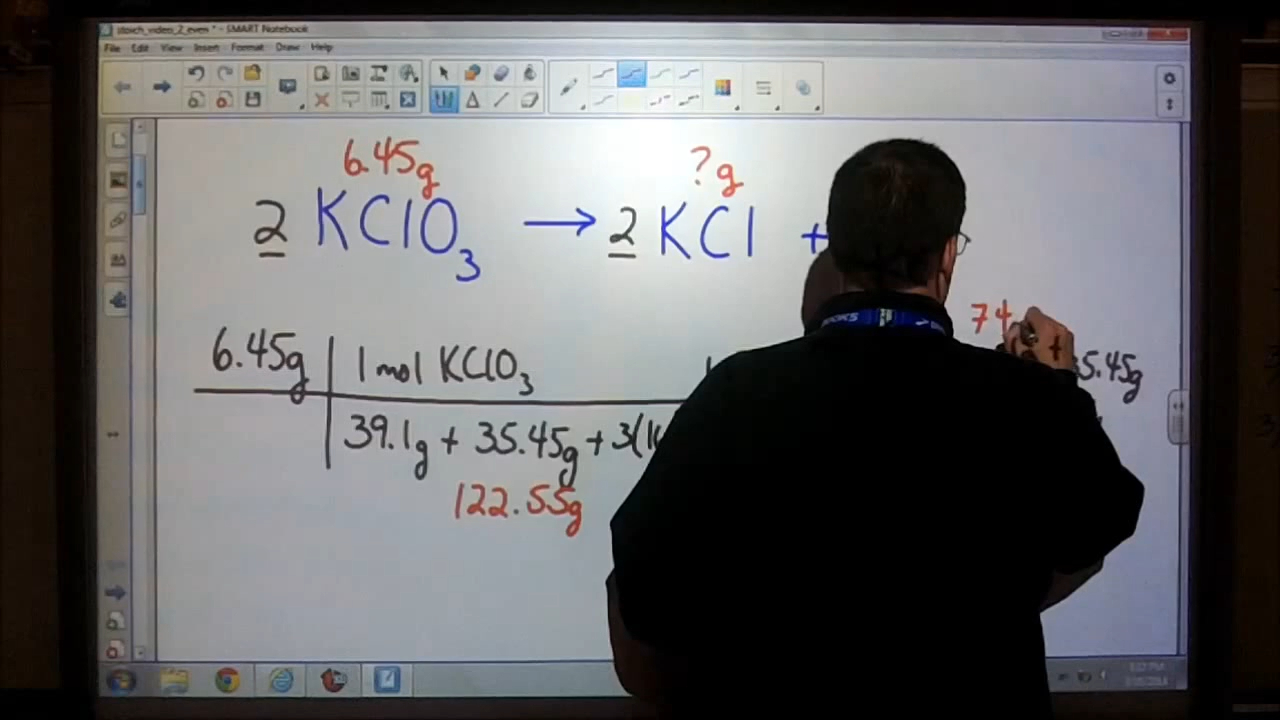 stoich_video_2_even * - SMART Notebook
File Edit View Insert Format Draw Help
6.45g ?g
2 KClO3 → 2 KCl +
74
6.45g 1 mol KClO3 + 35.45g
39.1g + 35.45g + 3(1
122.55g